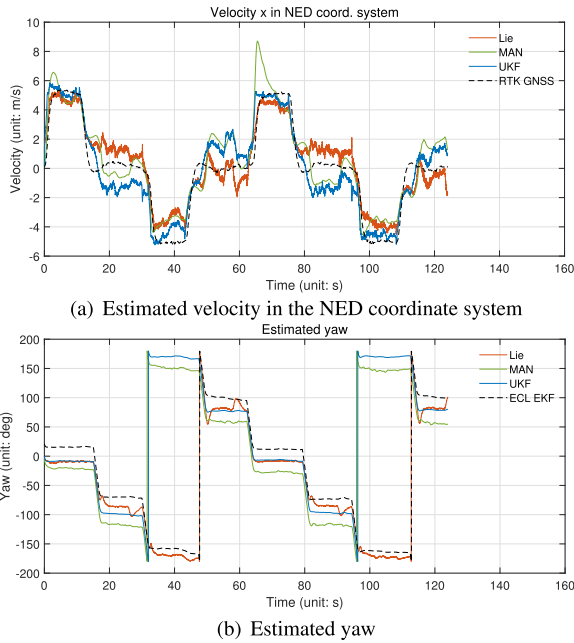 Velocity x in NED coord. system
Velocity (unit: m/s)
10
8
6
4
2
0
-2
-4
-6
Lie
MAN
UKF
RTK GNSS
0 20 40 60 80 100 120 140 160
Time (unit: s)
(a) Estimated velocity in the NED coordinate system
Estimated yaw
Yaw (unit: deg)
200
150
100
50
0
-50
-100
-150
-200
Lie
MAN
UKF
ECL EKF
0 20 40 60 80 100 120 140 160
Time (unit: s)
(b) Estimated yaw